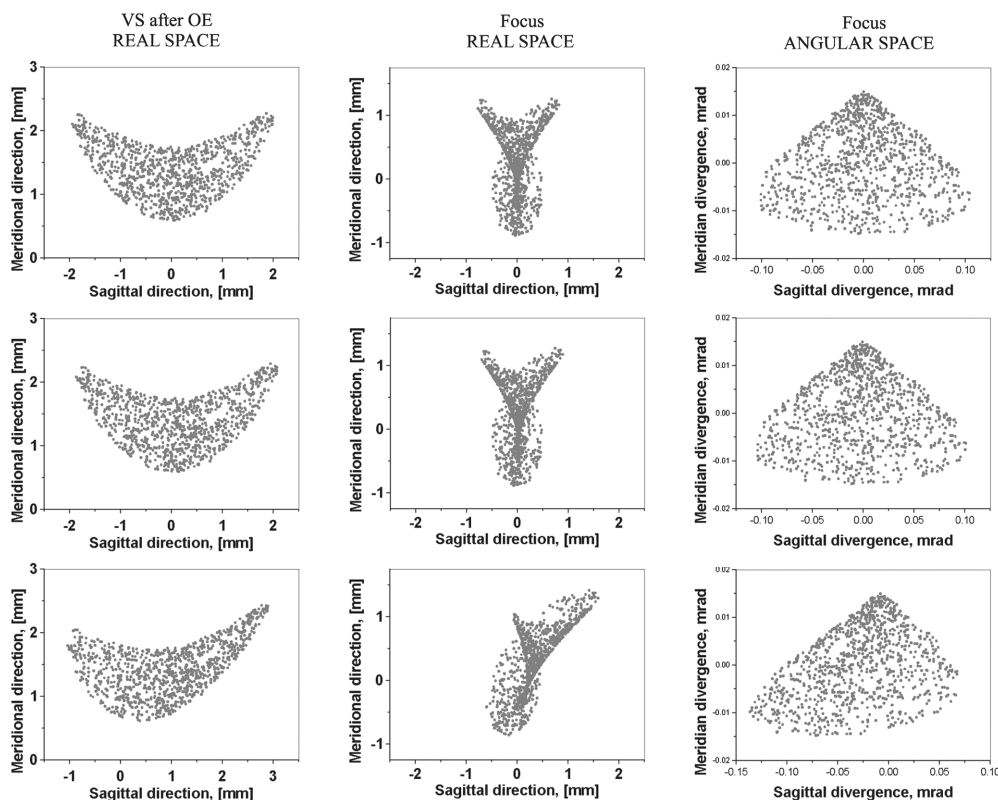 VS after OE
REAL SPACE
Focus
REAL SPACE
Focus
ANGULAR SPACE
Meridional direction, [mm]
3
2
1
0
-2 -1 0 1 2
Sagittal direction, [mm]
Meridional direction, [mm]
1
0
-1
-2 -1 0 1 2
Sagittal direction, [mm]
Meridian divergence, mrad
0.02
0.01
0.00
-0.01
-0.02
-0.10 -0.05 0.00 0.05 0.10
Sagittal divergence, mrad
Meridional direction, [mm]
3
2
1
0
-2 -1 0 1 2
Sagittal direction, [mm]
Meridional direction, [mm]
1
0
-1
-2 -1 0 1 2
Sagittal direction, [mm]
Meridian divergence, mrad
0.02
0.01
0.00
-0.01
-0.02
-0.10 -0.05 0.00 0.05 0.10
Sagittal divergence, mrad
Meridional direction, [mm]
3
2
1
0
-1 0 1 2 3
Sagittal direction, [mm]
Meridional direction, [mm]
1
0
-1
-2 -1 0 1 2
Sagittal direction, [mm]
Meridian divergence, mrad
0.02
0.01
0.00
-0.01
-0.02
-0.15 -0.10 -0.05 0.00 0.05 0.10
Sagittal divergence, mrad